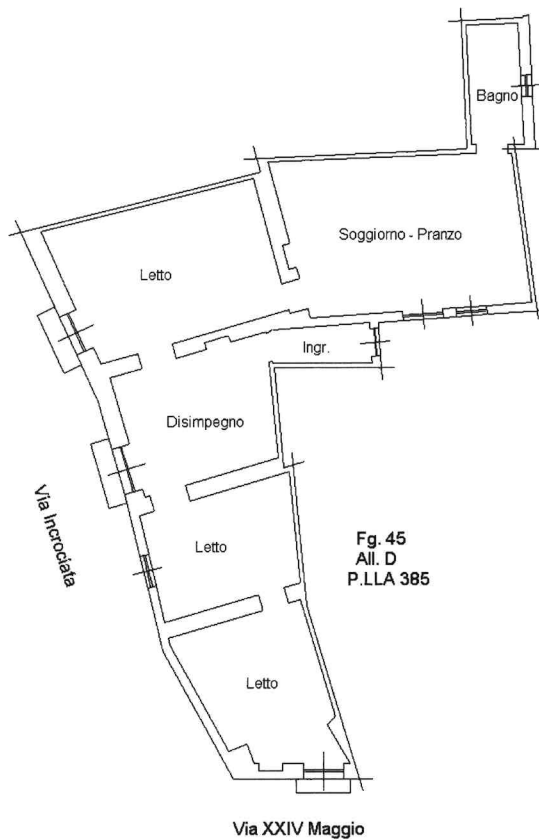 Bagno
Soggiorno - Pranzo
Letto
Ingr.
Disimpegno
Via Incrociata
Letto
Fg. 45
All. D
P.LLA 385
Letto
Via XXIV Maggio